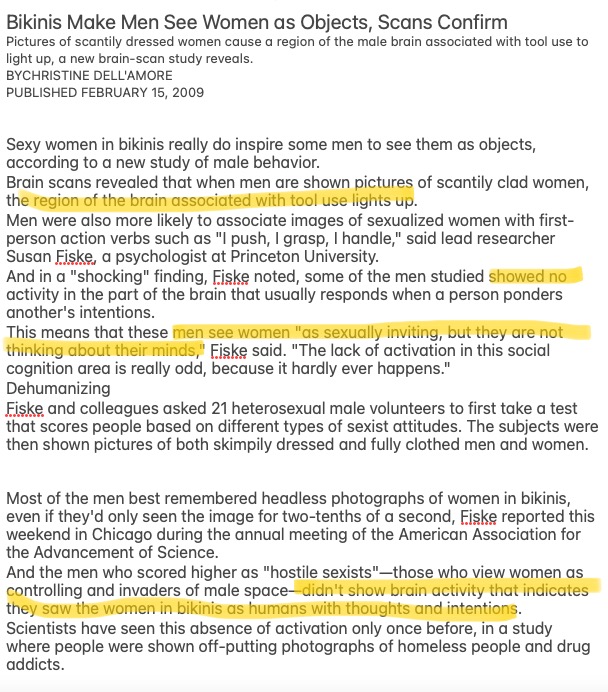 Bikinis Make Men See Women as Objects, Scans Confirm
Pictures of scantily dressed women cause a region of the male brain associated with tool use to
light up, a new brain-scan study reveals.
BYCHRISTINE DELL'AMORE
PUBLISHED FEBRUARY 15, 2009
Sexy women in bikinis really do inspire some men to see them as objects,
according to a new study of male behavior.
Brain scans revealed that when men are shown pictures of scantily clad women,
the region of the brain associated with tool use lights up.
Men were also more likely to associate images of sexualized women with first-
person action verbs such as "I push, I grasp, I handle," said lead researcher
Susan Fiske, a psychologist at Princeton University.
And in a "shocking" finding, Fiske noted, some of the men studied showed no
activity in the part of the brain that usually responds when a person ponders
another's intentions.
This means that these men see women "as sexually inviting, but they are not
thinking about their minds," Fiske said. "The lack of activation in this social
cognition area is really odd, because it hardly ever happens."
Dehumanizing
Fiske and colleagues asked 21 heterosexual male volunteers to first take a test
that scores people based on different types of sexist attitudes. The subjects were
then shown pictures of both skimpily dressed and fully clothed men and women.
Most of the men best remembered headless photographs of women in bikinis,
even if they'd only seen the image for two-tenths of a second, Fiske reported this
weekend in Chicago during the annual meeting of the American Association for
the Advancement of Science.
And the men who scored higher as "hostile sexists"—those who view women as
controlling and invaders of male space—didn't show brain activity that indicates
they saw the women in bikinis as humans with thoughts and intentions.
Scientists have seen this absence of activation only once before, in a study
where people were shown off-putting photographs of homeless people and drug
addicts.